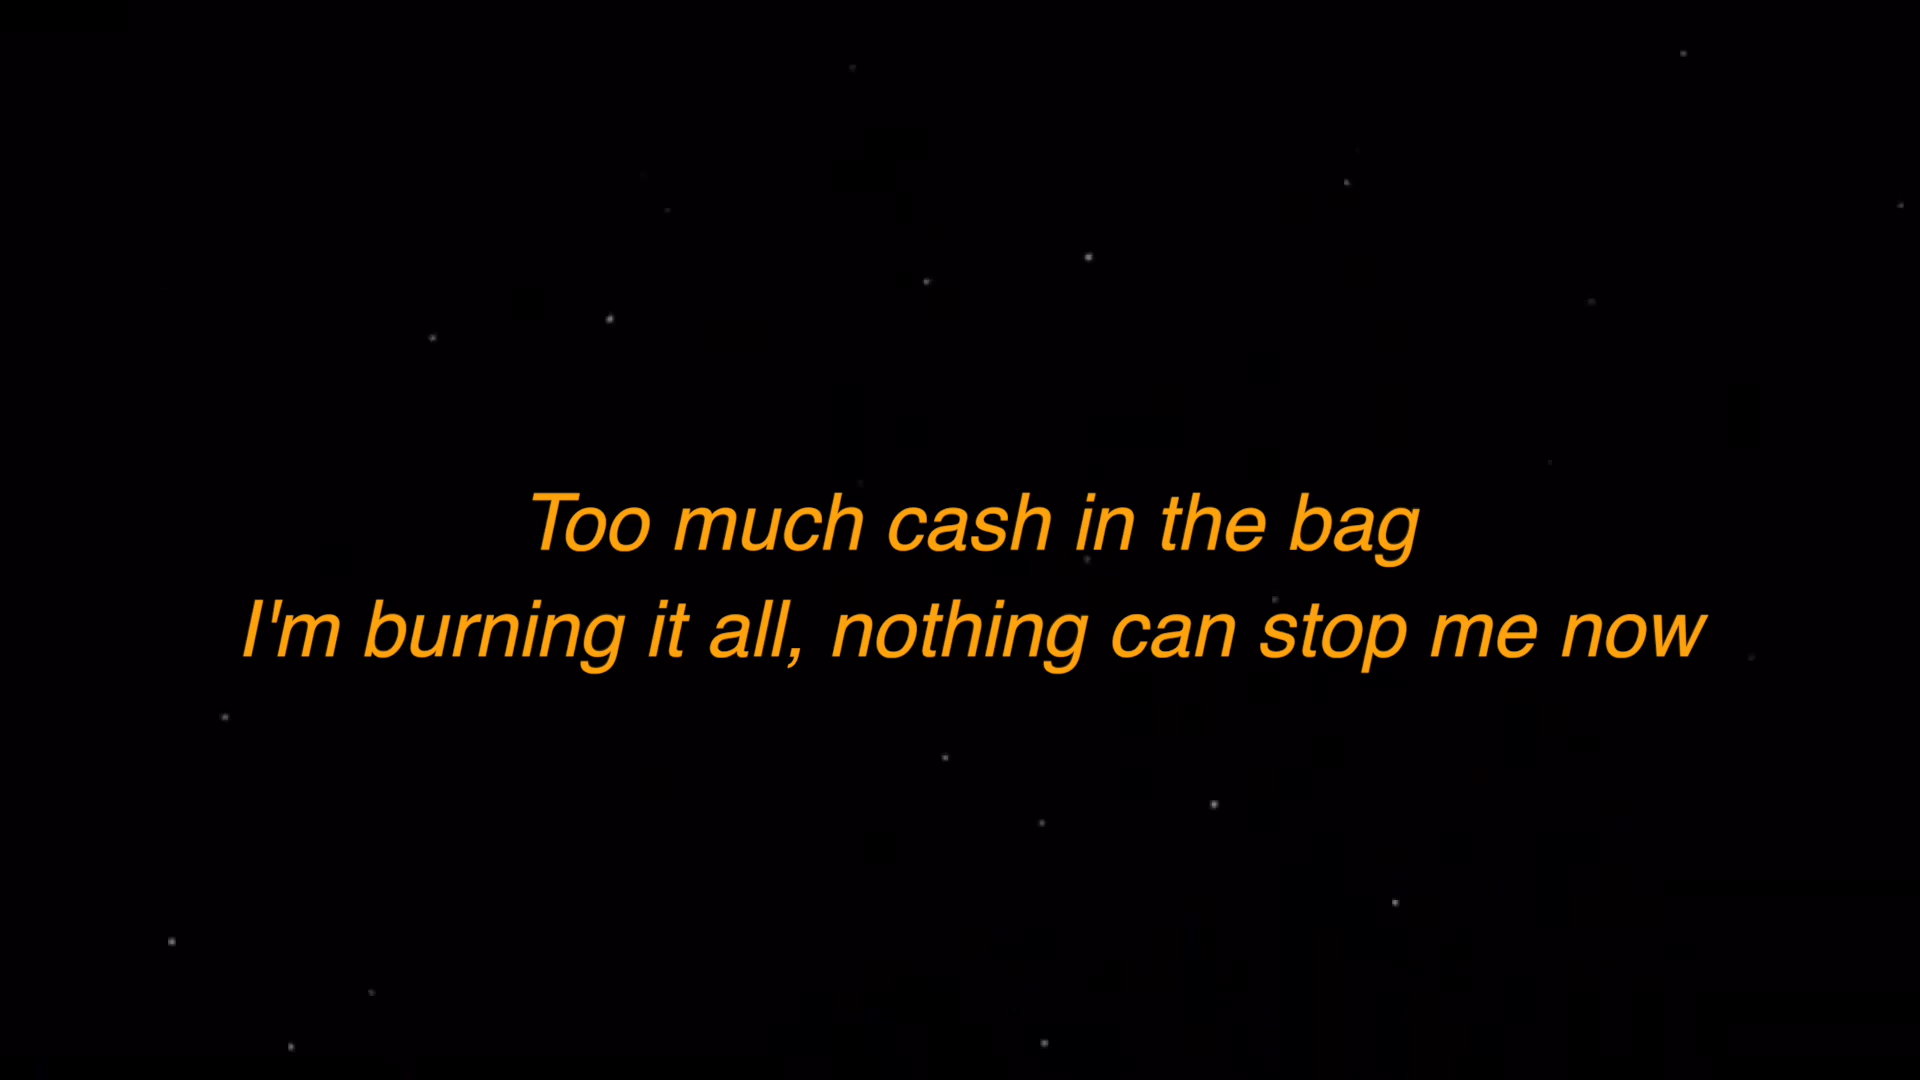 Too much cash in the bag
I'm burning it all, nothing can stop me now